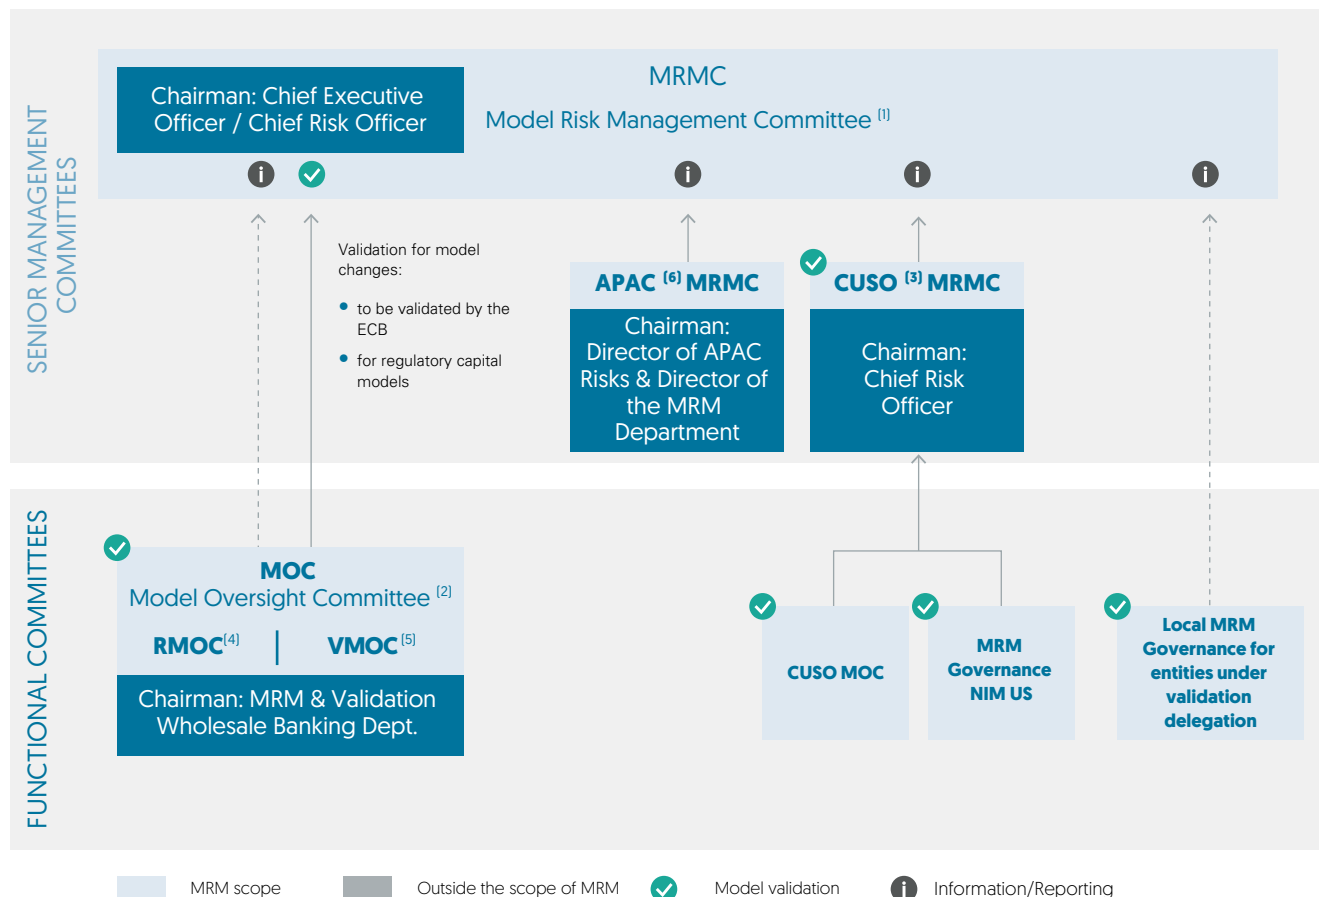 SENIOR MANAGEMENT
COMMITTEES
Chairman: Chief Executive
Officer / Chief Risk Officer
MRMC
Model Risk Management Committee (1)
i
i
i
i
Validation for model
changes:
• to be validated by the
ECB
• for regulatory capital
models
APAC (6) MRMC
Chairman:
Director of APAC
Risks & Director of
the MRM
Department
CUSO (3) MRMC
Chairman:
Chief Risk
Officer
FUNCTIONAL COMMITTEES
MOC
Model Oversight Committee (2)
RMOC(4) | VMOC(5)
Chairman: MRM & Validation
Wholesale Banking Dept.
CUSO MOC
MRM
Governance
NIM US
Local MRM
Governance for
entities under
validation
delegation
MRM scope
Outside the scope of MRM
Model validation
i
Information/Reporting